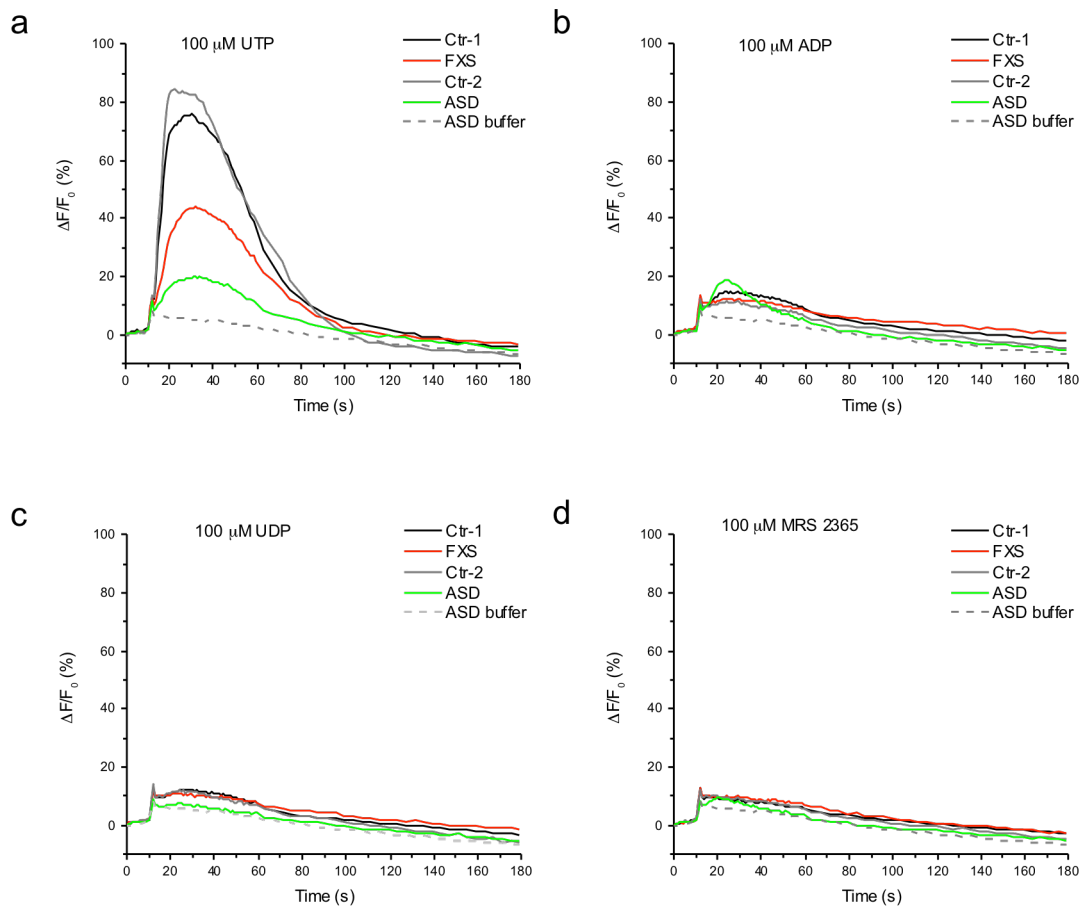 a
100 μM UTP
Ctr-1
FXS
Ctr-2
ASD
ASD buffer
100
80
60
40
20
0
ΔF/F0 (%)
0 20 40 60 80 100 120 140 160 180
Time (s)
b
100 μM ADP
Ctr-1
FXS
Ctr-2
ASD
ASD buffer
100
80
60
40
20
0
ΔF/F0 (%)
0 20 40 60 80 100 120 140 160 180
Time (s)
c
100 μM UDP
Ctr-1
FXS
Ctr-2
ASD
ASD buffer
100
80
60
40
20
0
ΔF/F0 (%)
0 20 40 60 80 100 120 140 160 180
Time (s)
d
100 μM MRS 2365
Ctr-1
FXS
Ctr-2
ASD
ASD buffer
100
80
60
40
20
0
ΔF/F0 (%)
0 20 40 60 80 100 120 140 160 180
Time (s)